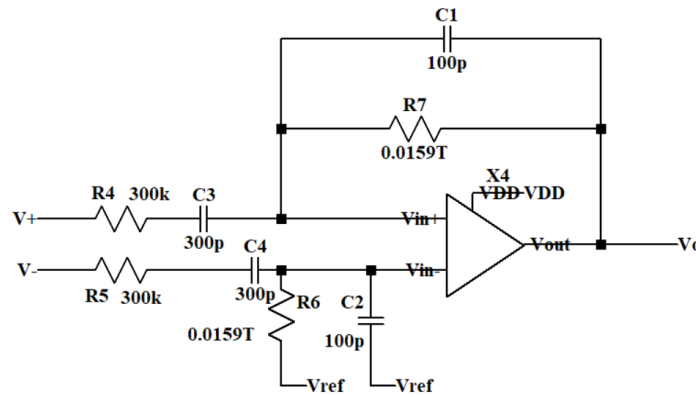 C1
100p
R7
0.0159T
X4
VDD VDD
R4 300k C3
V+ Vin+
300p
C4
Vout Vo
V- Vin-
R5 300k 300p R6 C2
0.0159T
100p
Vref Vref